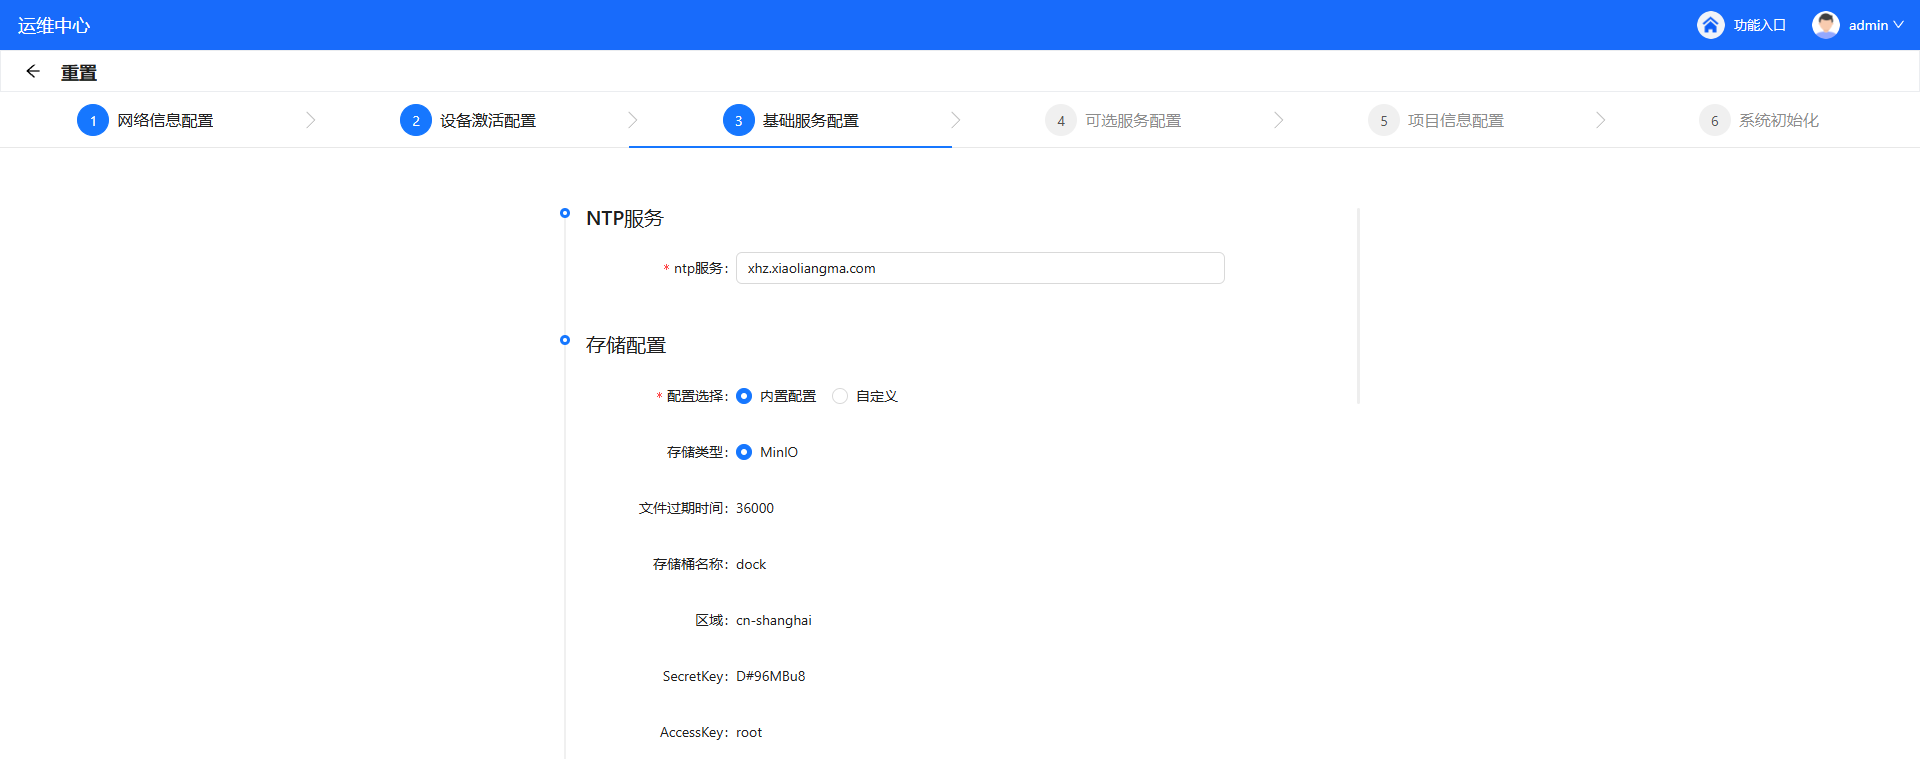 运维中心
功能入口
admin
重置
1 网络信息配置
2 设备激活配置
3 基础服务配置
4 可选服务配置
5 项目信息配置
6 系统初始化
NTP服务
* ntp服务: xhz.xiaoliangma.com
存储配置
* 配置选择: 内置配置 自定义
存储类型: MinIO
文件过期时间: 36000
存储桶名称: dock
区域: cn-shanghai
SecretKey: D#96MBu8
AccessKey: root